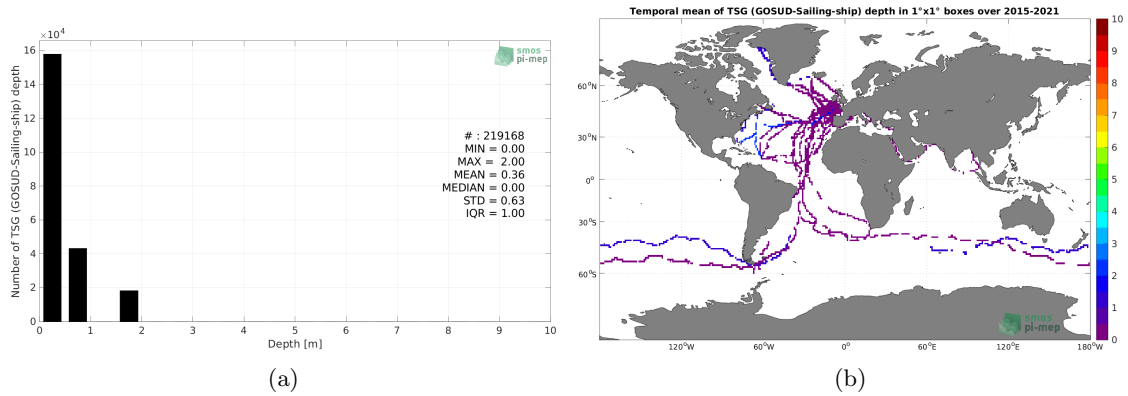 ×10⁴
16
14
12
10
8
6
4
2
0
Number of TSG (GOSUD-Sailing-ship) depth
smos
pi-mep
# : 219168
MIN = 0.00
MAX = 2.00
MEAN = 0.36
MEDIAN = 0.00
STD = 0.63
IQR = 1.00
0 1 2 3 4 5 6 7 8 9 10
Depth [m]
(a)
Temporal mean of TSG (GOSUD-Sailing-ship) depth in 1°x1° boxes over 2015-2021
60°N
30°N
0°
30°S
60°S
120°W 60°W 0° 60°E 120°E 180°W
smos
pi-mep
10
9
8
7
6
5
4
3
2
1
0
(b)